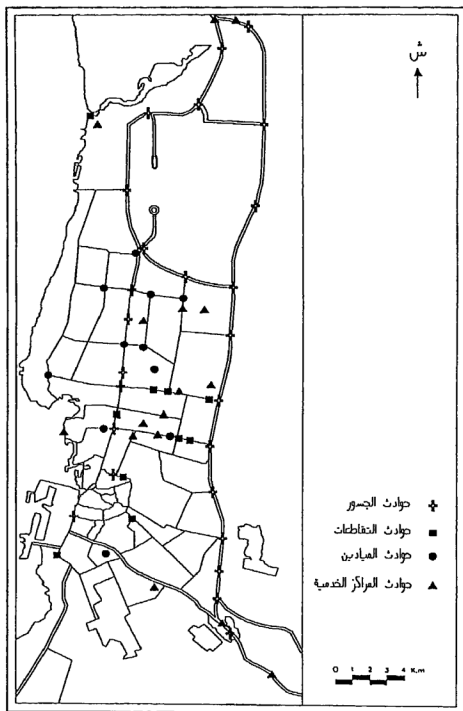 ش
حوادث الجسور
حوادث التقاطعات
حوادث الميادين
حوادث المراكز الخدمية
0 1 2 3 4 K.m